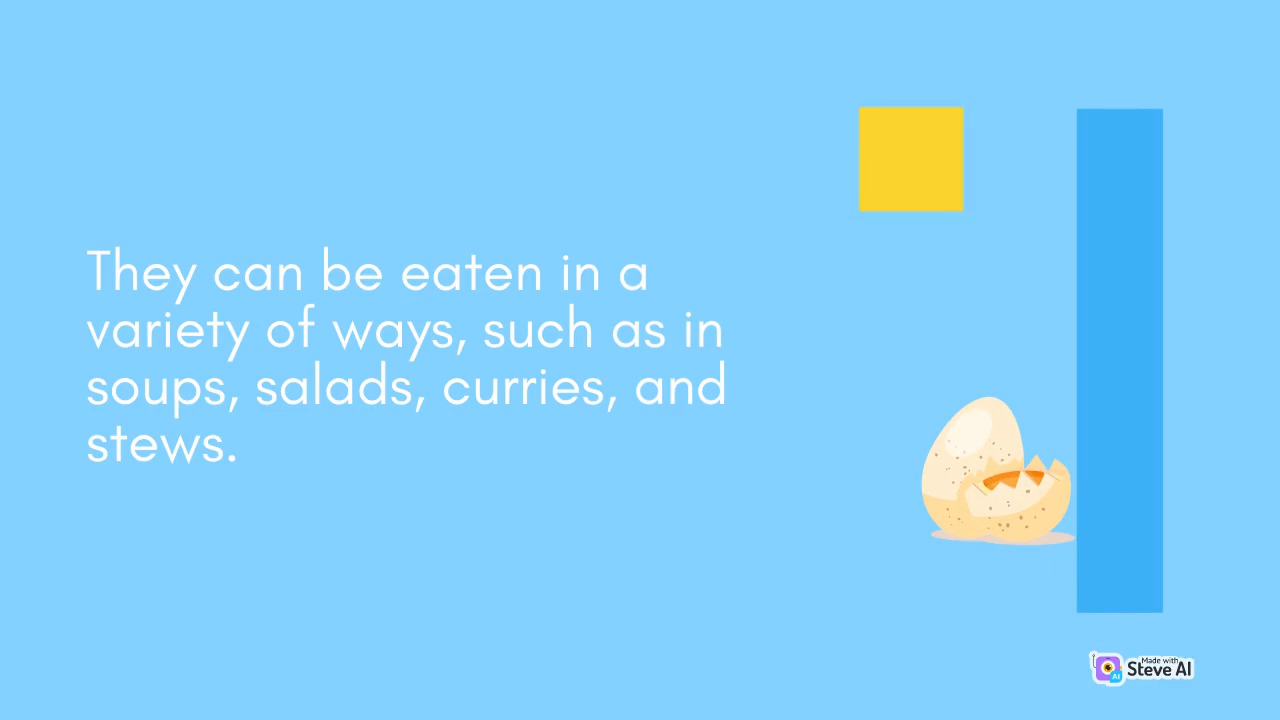 They can be eaten in a
variety of ways, such as in
soups, salads, curries, and
stews.
Made with
Steve AI
AI